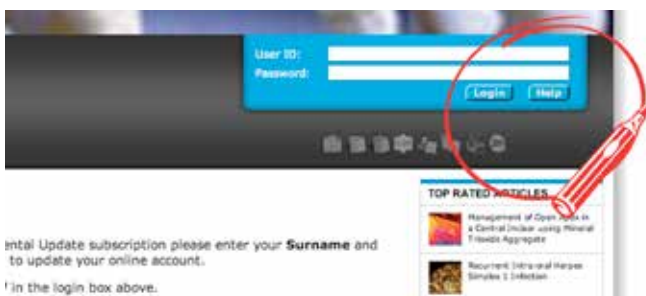 User ID:
Password:
Login Help
TOP RATED ARTICLES
Management of Open Apex in
a Central Incisor using Mineral
Trioxide Aggregate
ental Update subscription please enter your Surname and
to update your online account.
Recurrent Intra-oral Herpes
Simplex 1 Infection
in the login box above.